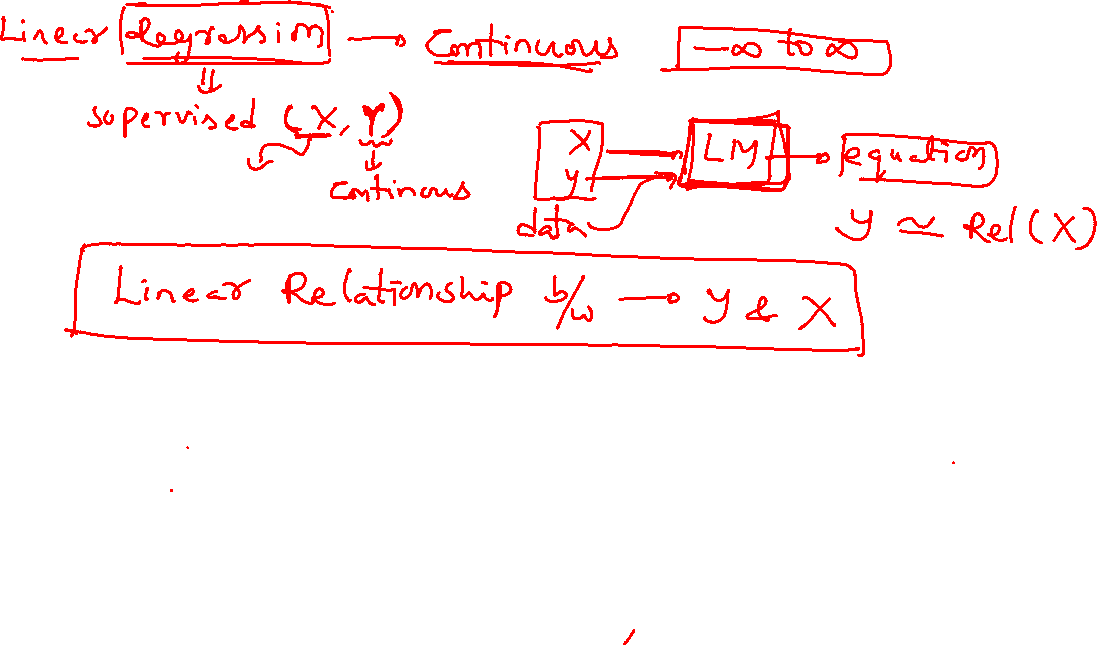 Linear Regression → Continuous -∞ to ∞
⇓
supervised (X, Y)
continous
X
y
LM → equation
data
y ≃ Rel(X)
Linear Relationship b/w → y & X